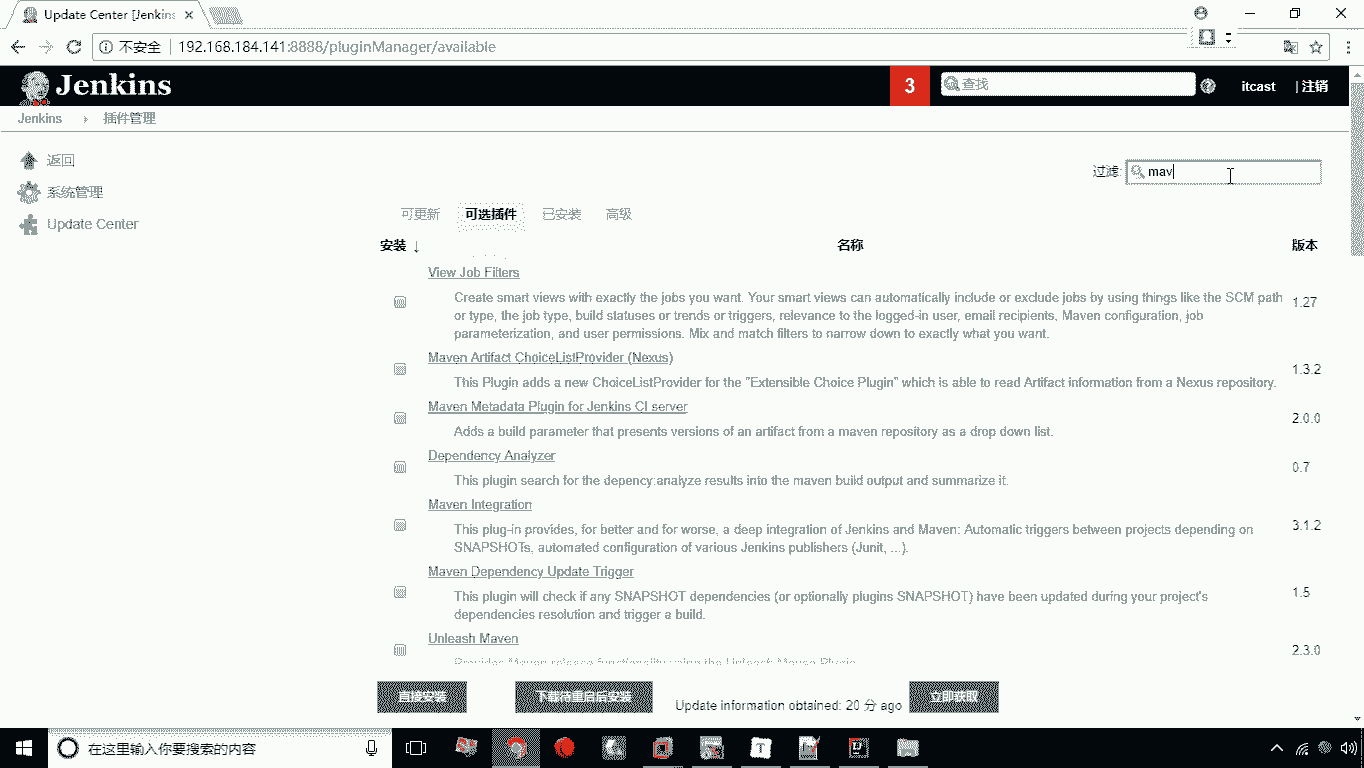 Update Center [Jenkins
不安全 192.168.184.141:8888/pluginManager/available
Jenkins
3
查找
itcast
| 注销
Jenkins › 插件管理
返回
系统管理
Update Center
过滤: mav
可更新 可选插件 已安装 高级
安装 ↓ 名称 版本
View Job Filters
Create smart views with exactly the jobs you want. Your smart views can automatically include or exclude jobs by using things like the SCM path
or type, the job type, build statuses or trends or triggers, relevance to the logged-in user, email recipients, Maven configuration, job
parameterization, and user permissions. Mix and match filters to narrow down to exactly what you want.
1.27
Maven Artifact ChoiceListProvider (Nexus)
This Plugin adds a new ChoiceListProvider for the "Extensible Choice Plugin" which is able to read Artifact information from a Nexus repository.
1.3.2
Maven Metadata Plugin for Jenkins CI server
Adds a build parameter that presents versions of an artifact from a maven repository as a drop down list.
2.0.0
Dependency Analyzer
This plugin search for the depency:analyze results into the maven build output and summarize it.
0.7
Maven Integration
This plug-in provides, for better and for worse, a deep integration of Jenkins and Maven: Automatic triggers between projects depending on
SNAPSHOTs, automated configuration of various Jenkins publishers (Junit, ...).
3.1.2
Maven Dependency Update Trigger
This plugin will check if any SNAPSHOT dependencies (or optionally plugins SNAPSHOT) have been updated during your project's
dependencies resolution and trigger a build.
1.5
Unleash Maven
Provides Maven release functionality using the Unleash Maven Plugin
2.3.0
直接安装 下载待重启后安装 Update information obtained: 20 分 ago 立即获取
在这里输入你要搜索的内容